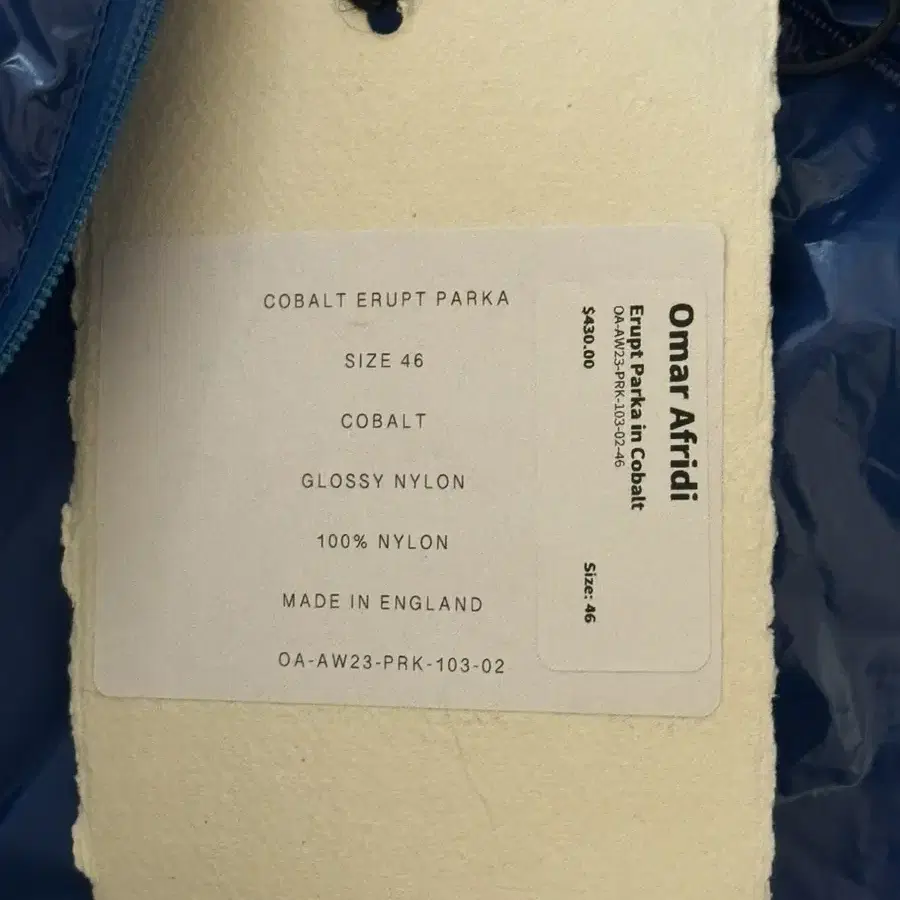 COBALT ERUPT PARKA
SIZE 46
COBALT
GLOSSY NYLON
100% NYLON
MADE IN ENGLAND
OA-AW23-PRK-103-02
Omar Afridi
Erupt Parka in Cobalt
OA-AW23-PRK-103-02-46
$430.00
Size: 46